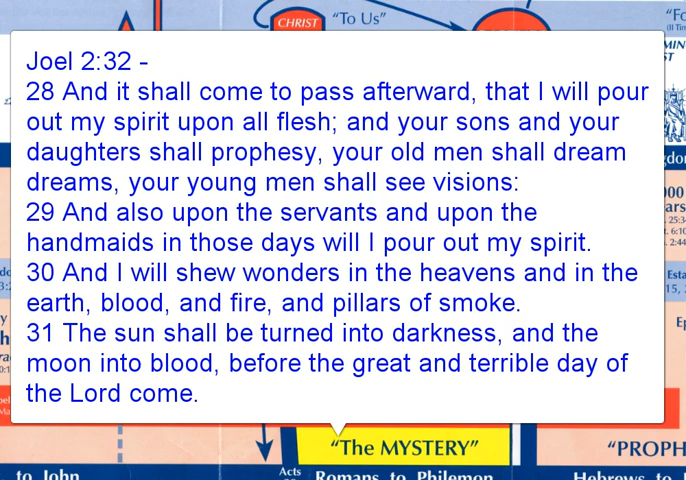 CHRIST
"To Us"
Joel 2:32 -
28 And it shall come to pass afterward, that I will pour
out my spirit upon all flesh; and your sons and your
daughters shall prophesy, your old men shall dream
dreams, your young men shall see visions:
29 And also upon the servants and upon the
handmaids in those days will I pour out my spirit.
30 And I will shew wonders in the heavens and in the
earth, blood, and fire, and pillars of smoke.
31 The sun shall be turned into darkness, and the
moon into blood, before the great and terrible day of
the Lord come.
"The MYSTERY"
"PROPH
to John
Acts
Romans to Philemon
Hebrews to